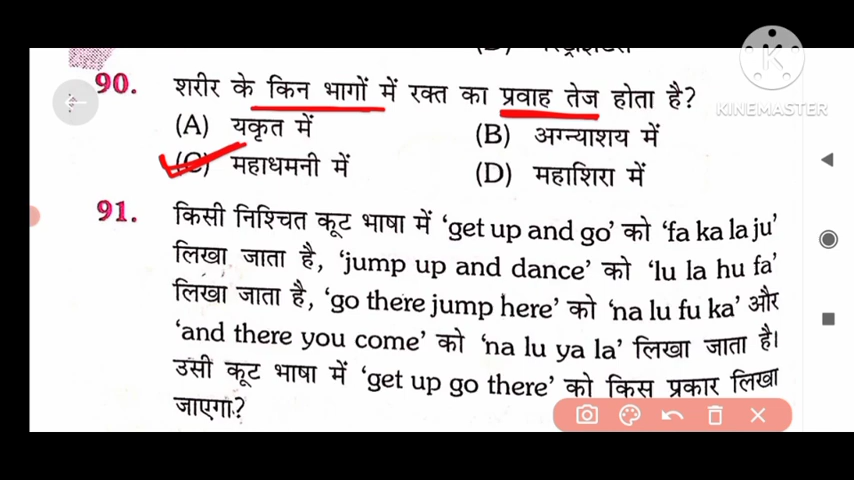 KINEMASTER
90. शरीर के किन भागों में रक्त का प्रवाह तेज होता है?
(A) यकृत में (B) अग्न्याशय में
(C) महाधमनी में (D) महाशिरा में
91. किसी निश्चित कूट भाषा में ‘get up and go’ को ‘fa ka la ju’
लिखा जाता है, ‘jump up and dance’ को ‘lu la hu fa’
लिखा जाता है, ‘go there jump here’ को ‘na lu fu ka’ और
‘and there you come’ को ‘na lu ya la’ लिखा जाता है।
उसी कूट भाषा में ‘get up go there’ को किस प्रकार लिखा
जाएगा?